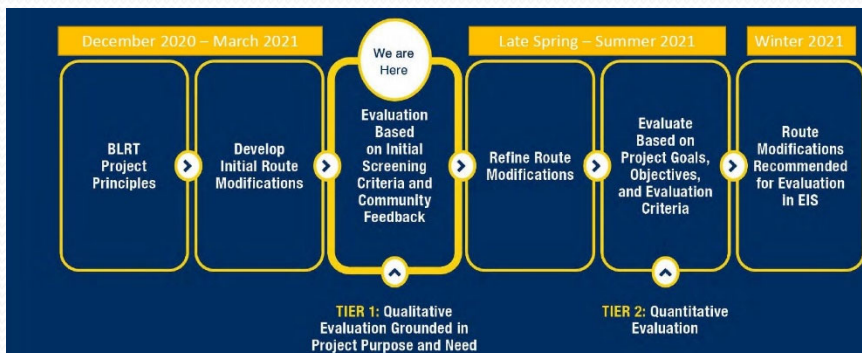 December 2020 – March 2021
We are
Here
Late Spring – Summer 2021
Winter 2021
BLRT
Project
Principles
Develop
Initial Route
Modifications
Evaluation
Based
on Initial
Screening
Criteria and
Community
Feedback
Refine Route
Modifications
Evaluate
Based on
Project Goals,
Objectives,
and Evaluation
Criteria
Route
Modifications
Recommended
for Evaluation
in EIS
TIER 1: Qualitative
Evaluation Grounded in
Project Purpose and Need
TIER 2: Quantitative
Evaluation